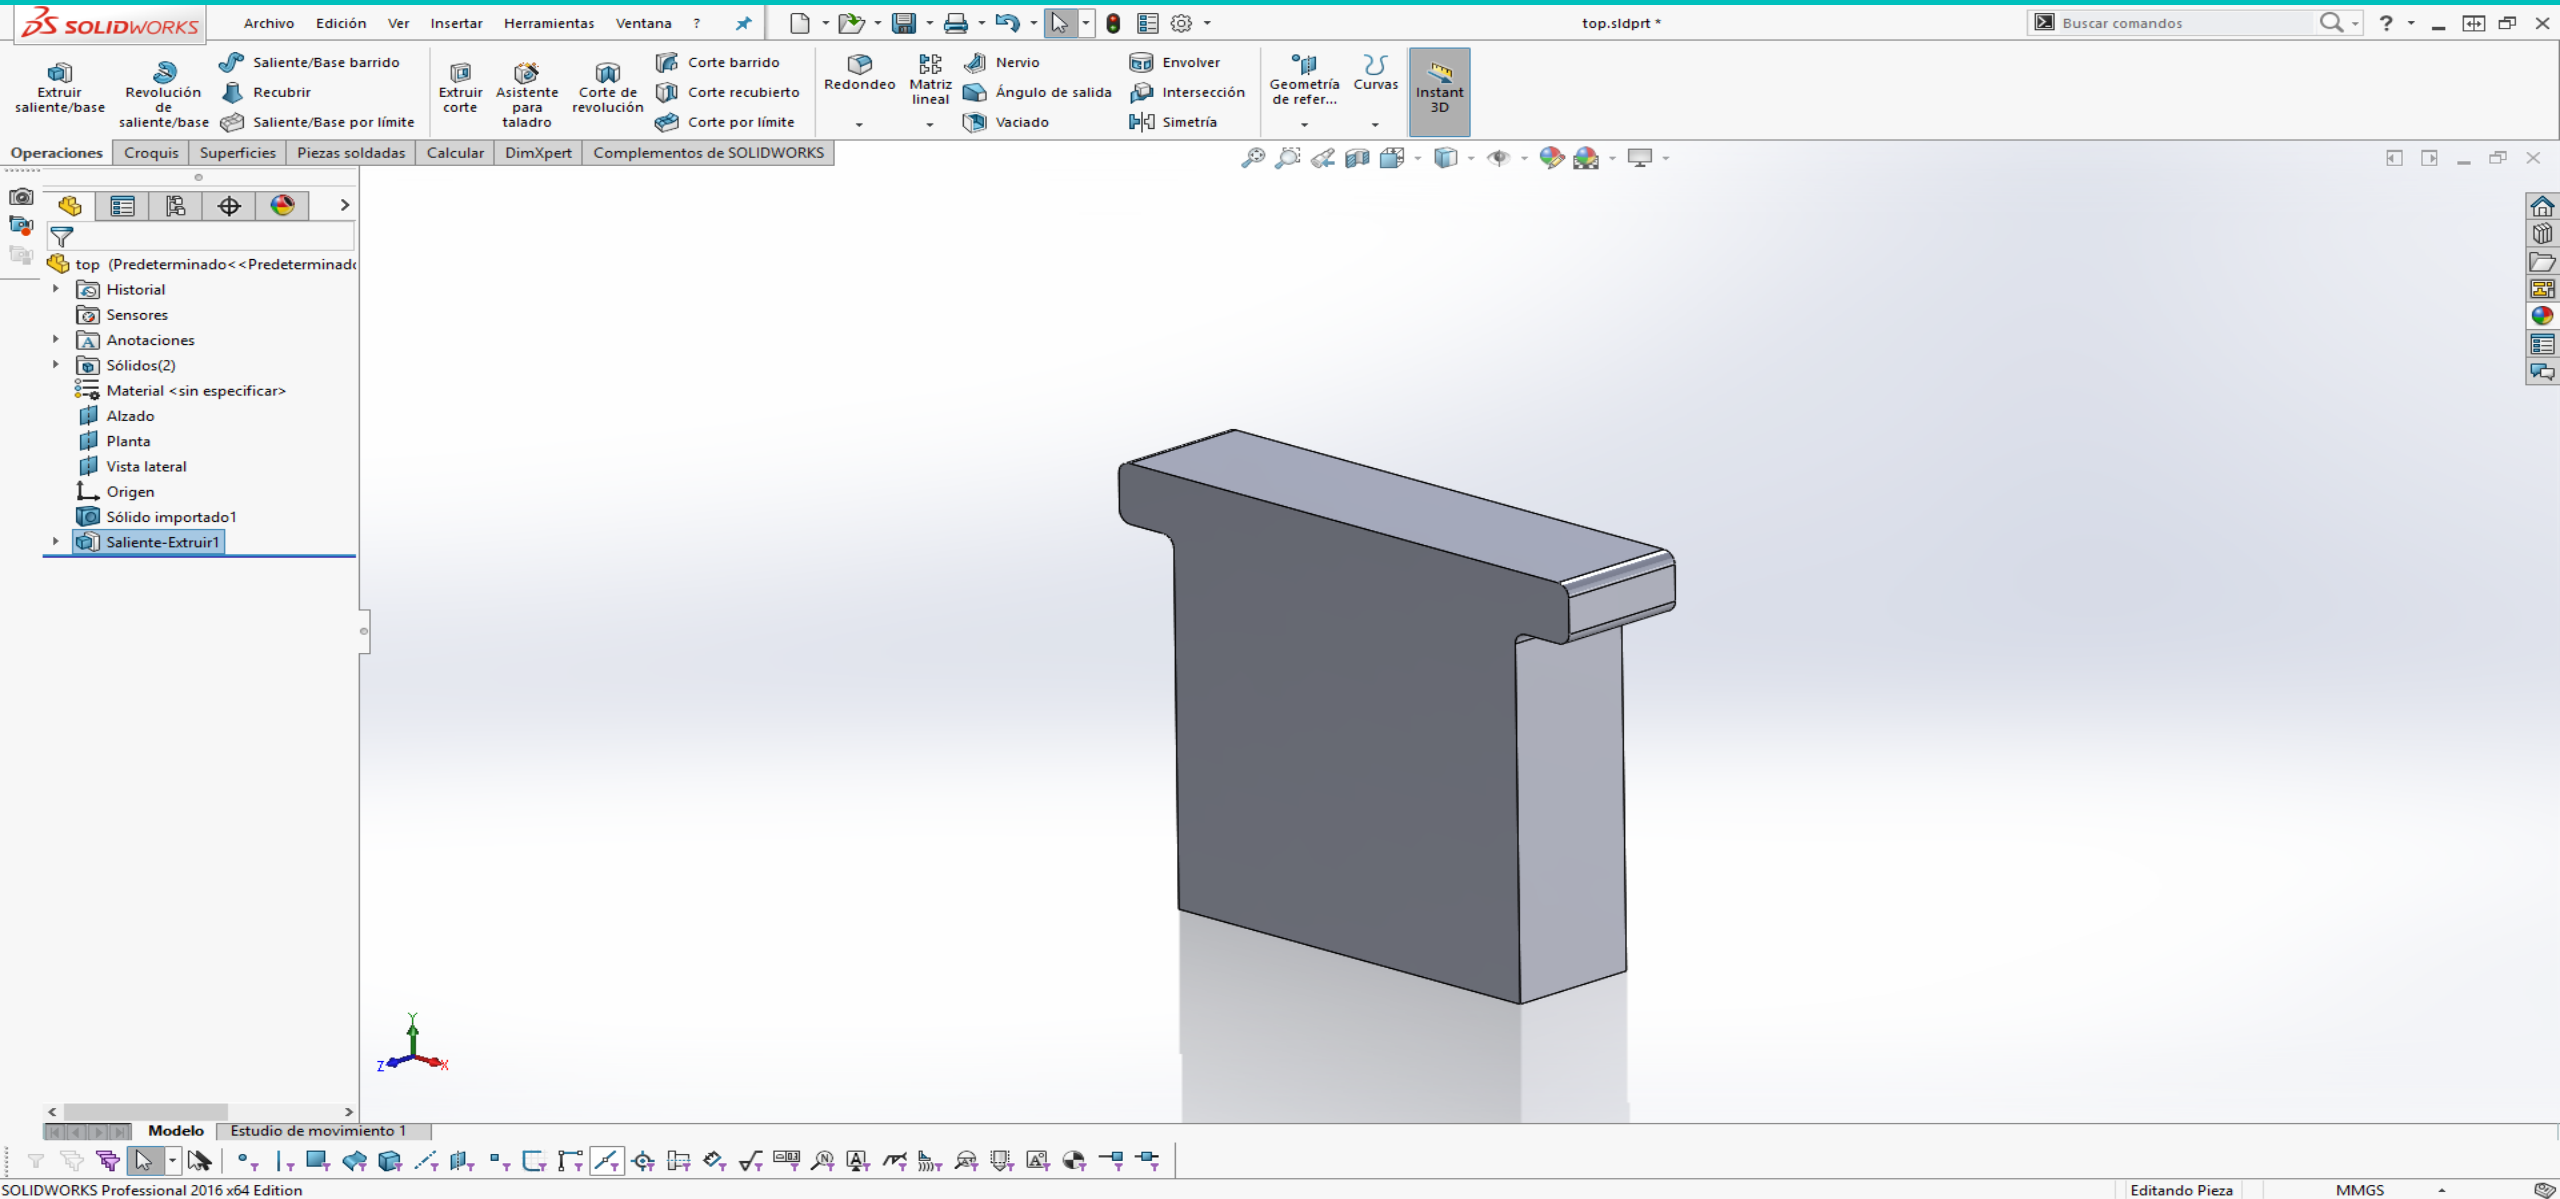 SOLIDWORKS Archivo Edición Ver Insertar Herramientas Ventana ? top.sldprt * Buscar comandos ?
Extruir saliente/base
Revolución de saliente/base
Saliente/Base barrido
Recubrir
Saliente/Base por límite
Extruir corte
Asistente para taladro
Corte de revolución
Corte barrido
Corte recubierto
Corte por límite
Redondeo
Matriz lineal
Nervio
Ángulo de salida
Vaciado
Envolver
Intersección
Simetría
Geometría de refer...
Curvas
Instant 3D
Operaciones Croquis Superficies Piezas soldadas Calcular DimXpert Complementos de SOLIDWORKS
top (Predeterminado<<Predeterminado
Historial
Sensores
Anotaciones
Sólidos(2)
Material <sin especificar>
Alzado
Planta
Vista lateral
Origen
Sólido importado1
Saliente-Extruir1
Y
Z X
Modelo Estudio de movimiento 1
SOLIDWORKS Professional 2016 x64 Edition Editando Pieza MMGS